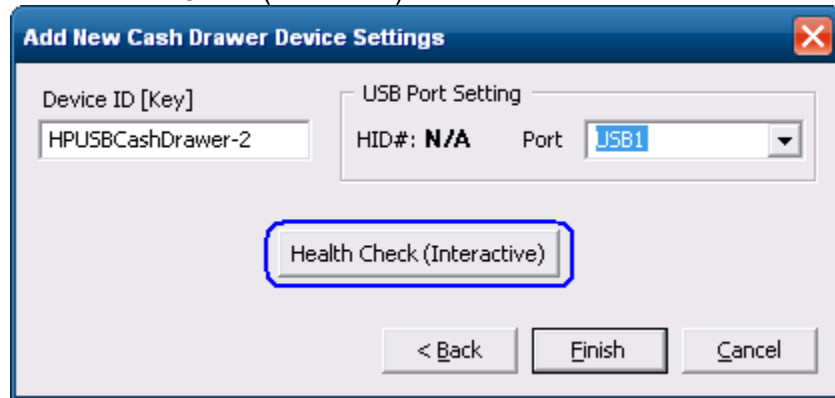 Add New Cash Drawer Device Settings
Device ID [Key]
USB Port Setting
HPUSBCashDrawer-2
HID#: N/A Port USB1
Health Check (Interactive)
< Back Finish Cancel